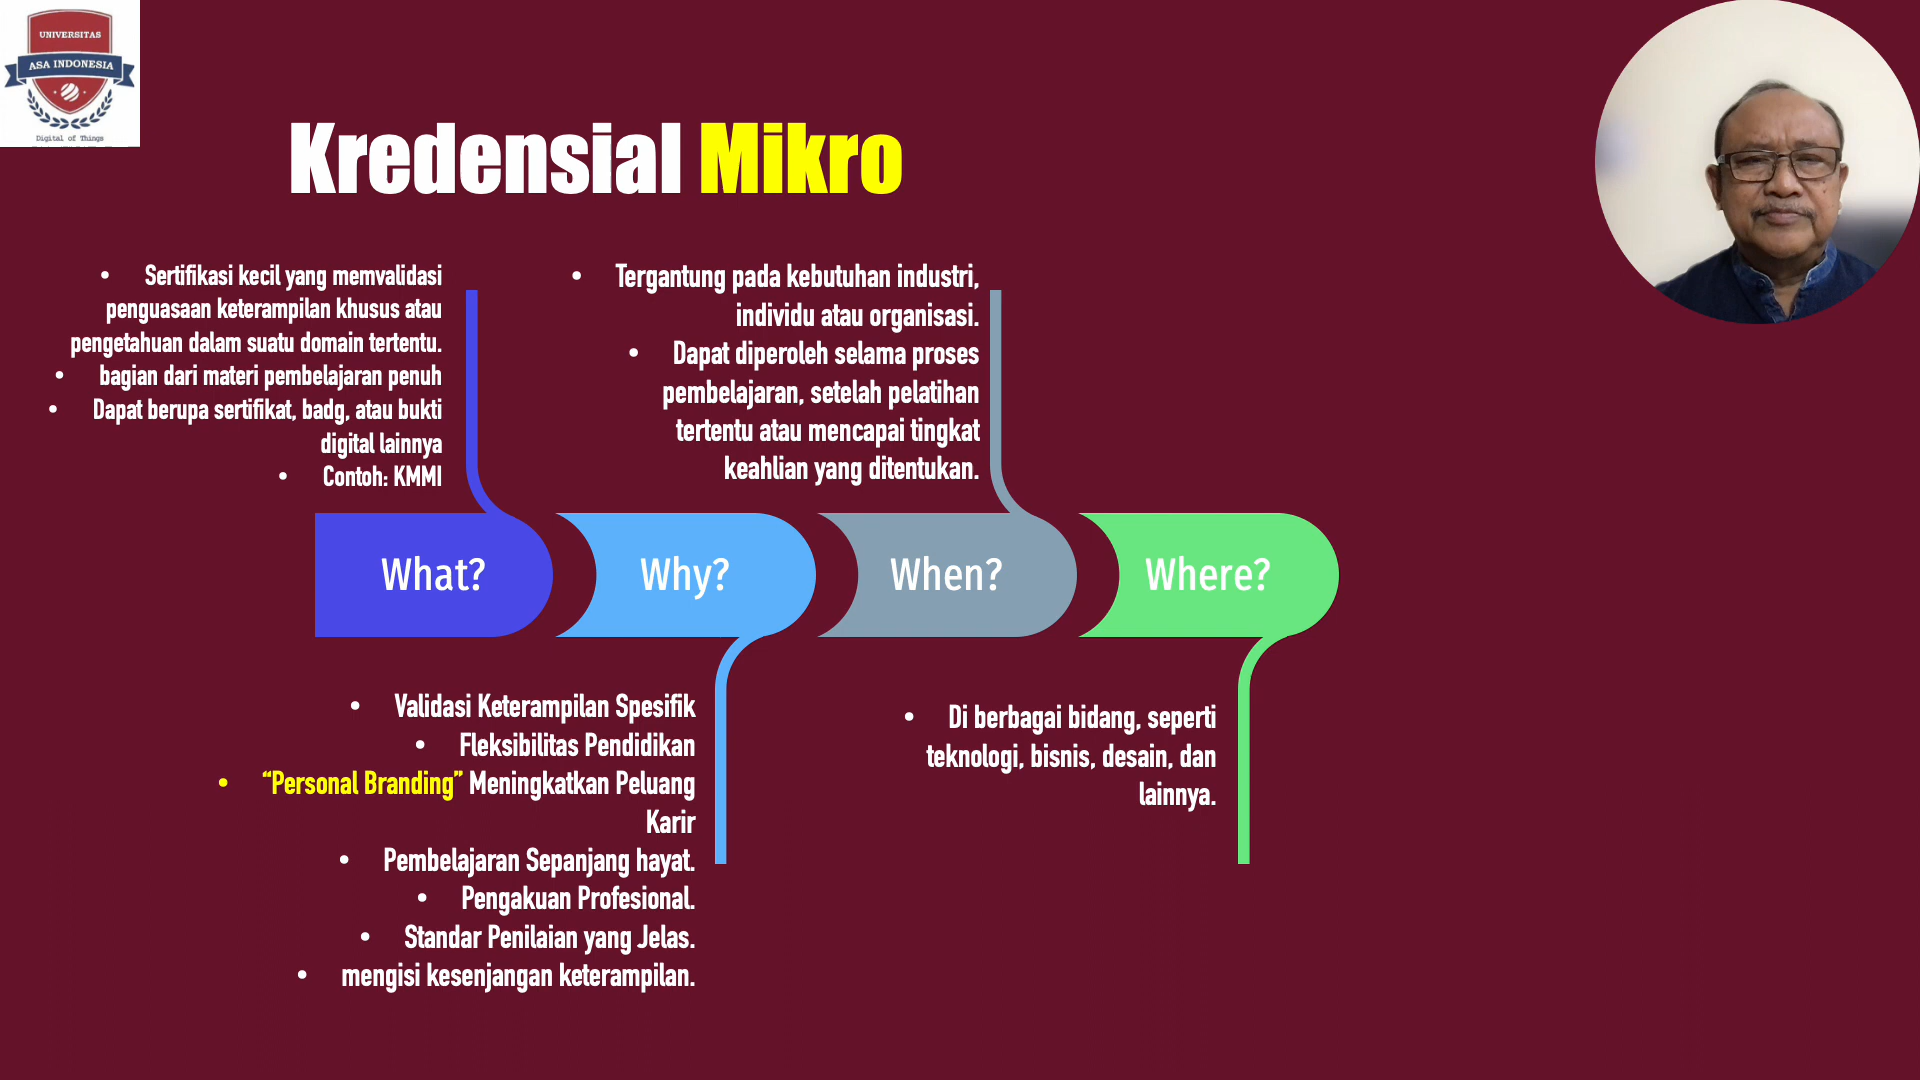 UNIVERSITAS
ASA INDONESIA
Digital of Things
Kredensial Mikro
• Sertifikasi kecil yang memvalidasi
penguasaan keterampilan khusus atau
pengetahuan dalam suatu domain tertentu.
• bagian dari materi pembelajaran penuh
• Dapat berupa sertifikat, badg, atau bukti
digital lainnya
• Contoh: KMMI
• Tergantung pada kebutuhan industri,
individu atau organisasi.
• Dapat diperoleh selama proses
pembelajaran, setelah pelatihan
tertentu atau mencapai tingkat
keahlian yang ditentukan.
What?
Why?
When?
Where?
• Validasi Keterampilan Spesifik
• Fleksibilitas Pendidikan
• “Personal Branding” Meningkatkan Peluang
Karir
• Pembelajaran Sepanjang hayat.
• Pengakuan Profesional.
• Standar Penilaian yang Jelas.
• mengisi kesenjangan keterampilan.
• Di berbagai bidang, seperti
teknologi, bisnis, desain, dan
lainnya.